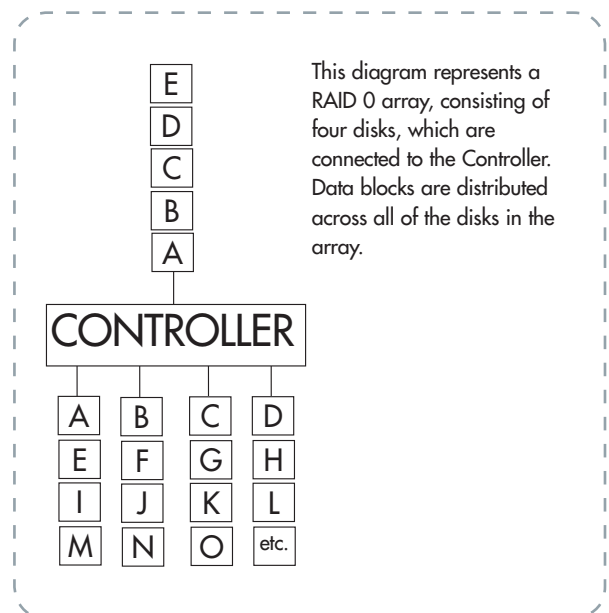 E
D
C
B
A
This diagram represents a
RAID 0 array, consisting of
four disks, which are
connected to the Controller.
Data blocks are distributed
across all of the disks in the
array.
CONTROLLER
A B C D
E F G H
I J K L
M N O etc.